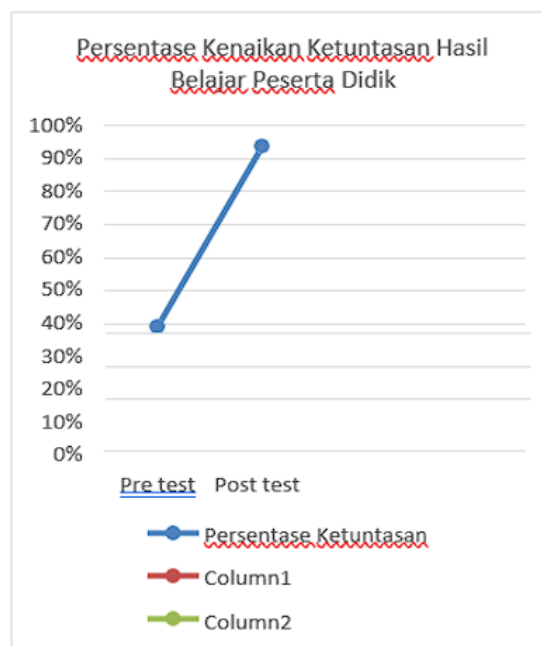 Persentase Kenaikan Ketuntasan Hasil
Belajar Peserta Didik
100%
90%
80%
70%
60%
50%
40%
30%
20%
10%
0%
Pre test Post test
Persentase Ketuntasan
Column1
Column2